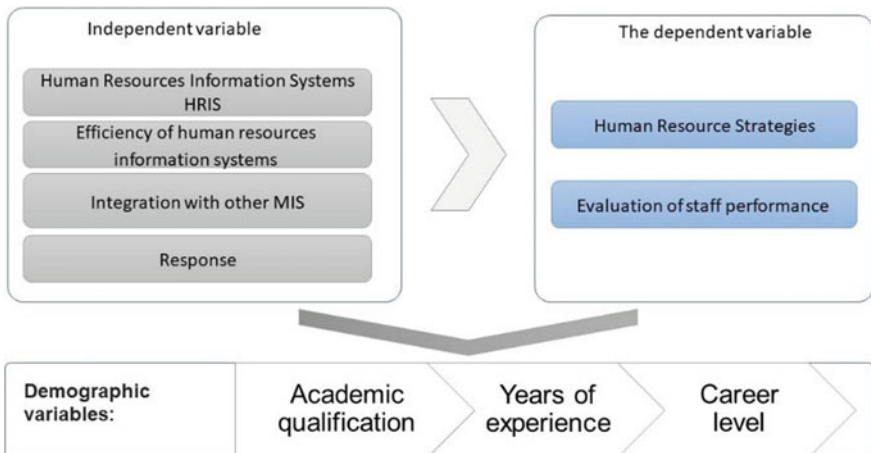 Independent variable
Human Resources Information Systems
HRIS
Efficiency of human resources
information systems
Integration with other MIS
Response
The dependent variable
Human Resource Strategies
Evaluation of staff performance
Demographic
variables:
Academic
qualification
Years of
experience
Career
level